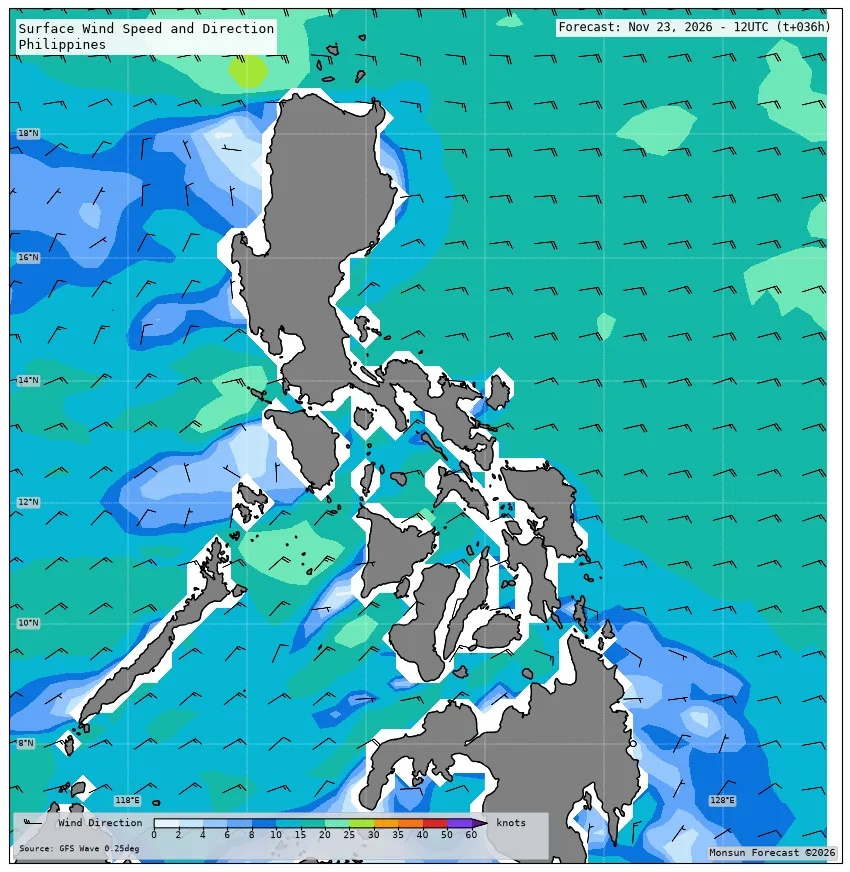 Surface Wind Speed and Direction
Philippines
Forecast: Nov 23, 2026 - 12UTC (t+036h)
18°N
16°N
14°N
12°N
10°N
8°N
118°E
128°E
Wind Direction
knots
0 2 4 6 8 10 15 20 25 30 35 40 50 60
Source: GFS Wave 0.25deg
Monsun Forecast ©2026